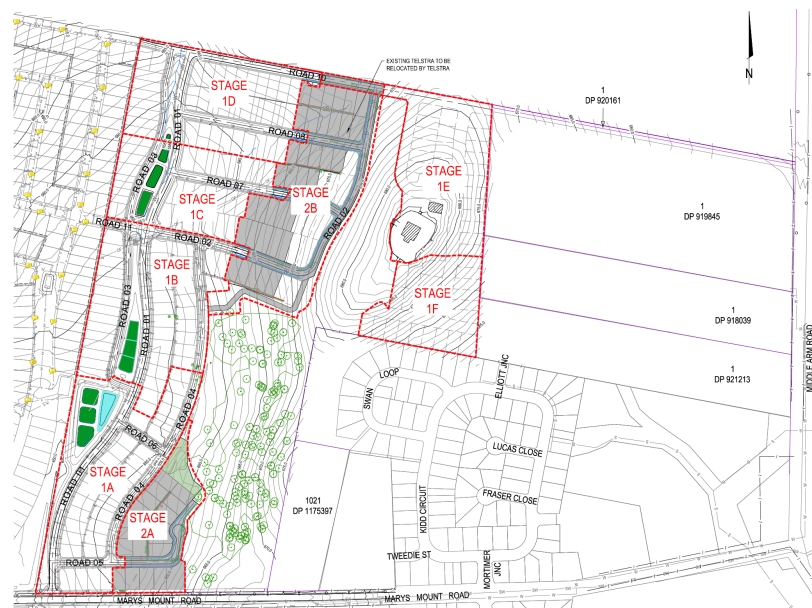 EXISTING TELSTRA TO BE
RELOCATED BY TELSTRA
N
ROAD 10
STAGE
1D
1
DP 920161
ROAD 01
ROAD 08
ROAD 03
STAGE
1E
ROAD 07
STAGE
1C
STAGE
2B
ROAD 02
1
DP 919845
ROAD 11
ROAD 02
STAGE
1B
ROAD 03
ROAD 01
STAGE
1F
1
DP 918039
1
DP 921213
MIDDLE ARM ROAD
LOOP
SWAN
ELLIOTT JNC
ROAD 04
ROAD 06
LUCAS CLOSE
STAGE
1A
ROAD 01
ROAD 04
KIDD CIRCUIT
FRASER CLOSE
1021
DP 1175397
STAGE
2A
TWEEDIE ST
MORTIMER
JNC
ROAD 05
MARYS MOUNT ROAD
MARYS MOUNT ROAD